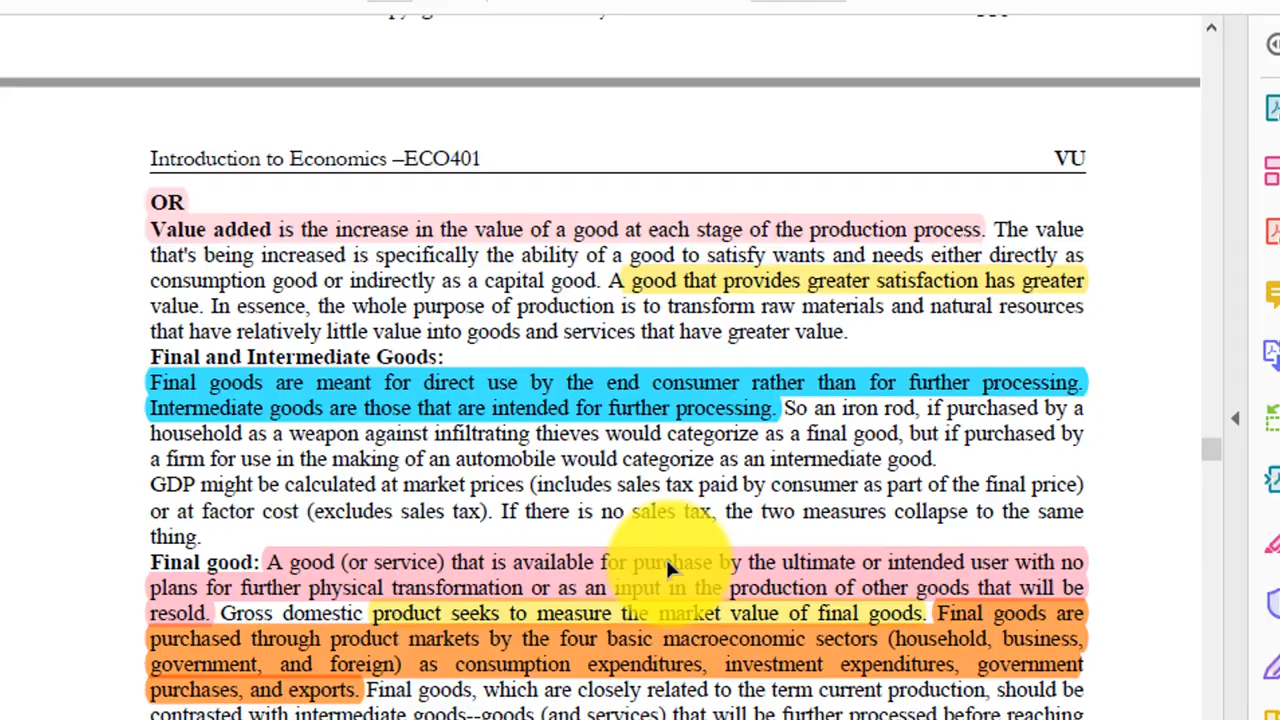 Introduction to Economics –ECO401 VU
OR
Value added is the increase in the value of a good at each stage of the production process. The value
that's being increased is specifically the ability of a good to satisfy wants and needs either directly as
consumption good or indirectly as a capital good. A good that provides greater satisfaction has greater
value. In essence, the whole purpose of production is to transform raw materials and natural resources
that have relatively little value into goods and services that have greater value.
Final and Intermediate Goods:
Final goods are meant for direct use by the end consumer rather than for further processing.
Intermediate goods are those that are intended for further processing. So an iron rod, if purchased by a
household as a weapon against infiltrating thieves would categorize as a final good, but if purchased by
a firm for use in the making of an automobile would categorize as an intermediate good.
GDP might be calculated at market prices (includes sales tax paid by consumer as part of the final price)
or at factor cost (excludes sales tax). If there is no sales tax, the two measures collapse to the same
thing.
Final good: A good (or service) that is available for purchase by the ultimate or intended user with no
plans for further physical transformation or as an input in the production of other goods that will be
resold. Gross domestic product seeks to measure the market value of final goods. Final goods are
purchased through product markets by the four basic macroeconomic sectors (household, business,
government, and foreign) as consumption expenditures, investment expenditures, government
purchases, and exports. Final goods, which are closely related to the term current production, should be
contrasted with intermediate goods--goods (and services) that will be further processed before reaching